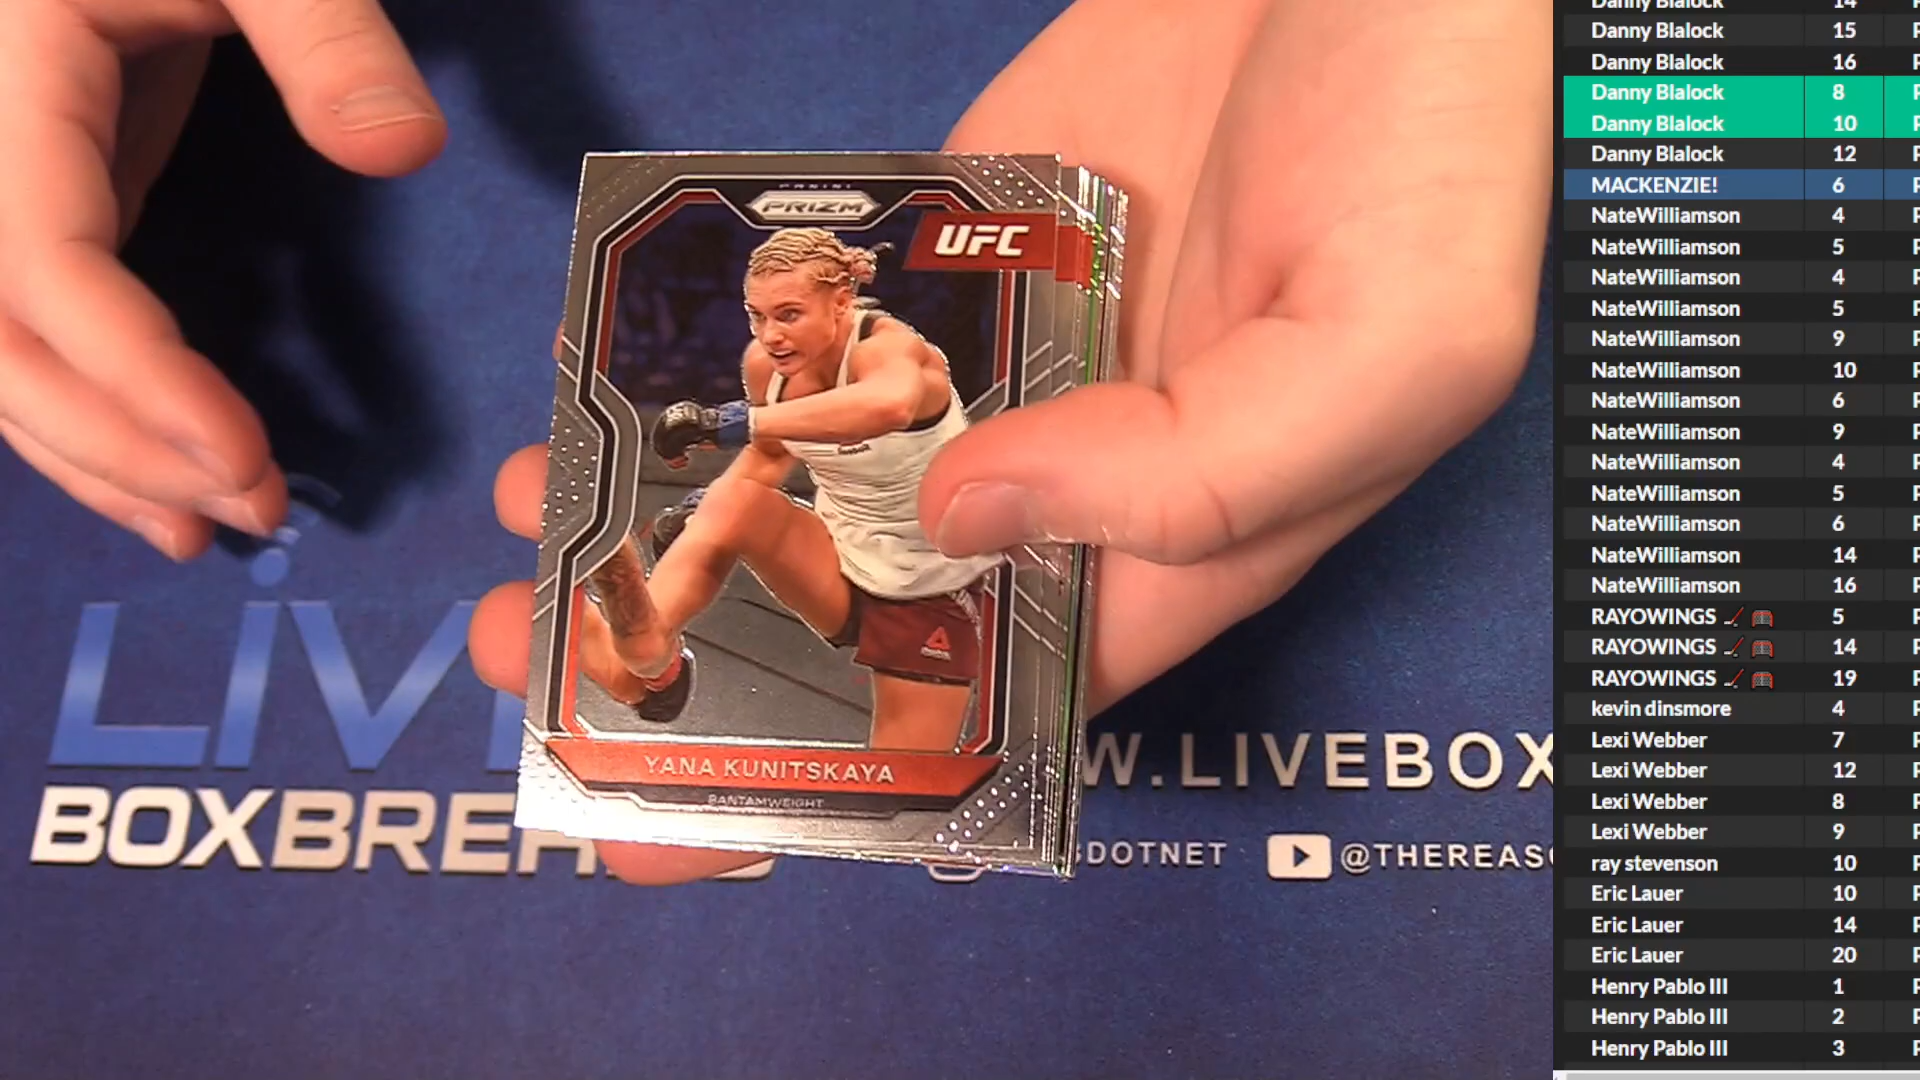 PANINI
PRIZM
UFC
YANA KUNITSKAYA
BANTAMWEIGHT
LIV
BOXBRE
W.LIVEBOX
DOTNET
@THEREAS
Danny Blalock 14
Danny Blalock 15
Danny Blalock 16
Danny Blalock 8
Danny Blalock 10
Danny Blalock 12
MACKENZIE! 6
NateWilliamson 4
NateWilliamson 5
NateWilliamson 4
NateWilliamson 5
NateWilliamson 9
NateWilliamson 10
NateWilliamson 6
NateWilliamson 9
NateWilliamson 4
NateWilliamson 5
NateWilliamson 6
NateWilliamson 14
NateWilliamson 16
RAYOWINGS 5
RAYOWINGS 14
RAYOWINGS 19
kevin dinsmore 4
Lexi Webber 7
Lexi Webber 12
Lexi Webber 8
Lexi Webber 9
ray stevenson 10
Eric Lauer 10
Eric Lauer 14
Eric Lauer 20
Henry Pablo III 1
Henry Pablo III 2
Henry Pablo III 3